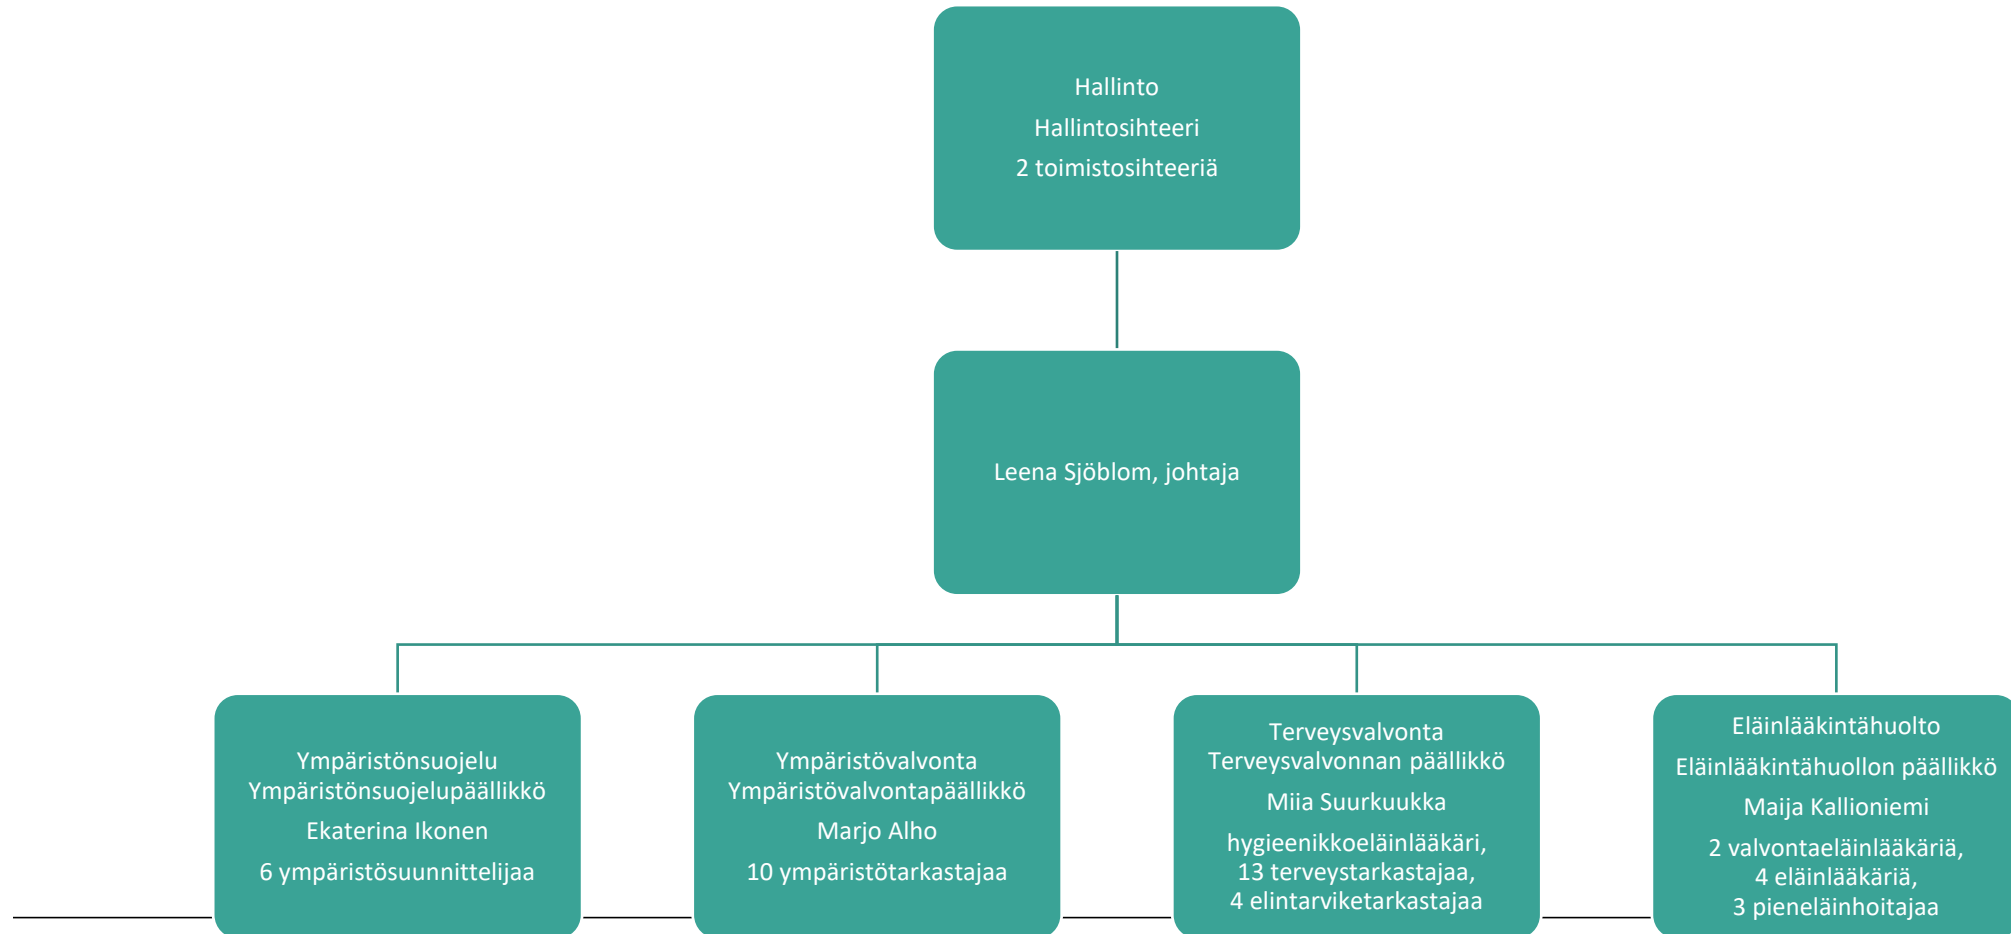 Hallinto
Hallintosihteeri
2 toimistosihteeriä
Leena Sjöblom, johtaja
Ympäristönsuojelu
Ympäristönsuojelupäällikkö
Ekaterina Ikonen
6 ympäristösuunnittelijaa
Ympäristövalvonta
Ympäristövalvontapäällikkö
Marjo Alho
10 ympäristötarkastajaa
Terveysvalvonta
Terveysvalvonnan päällikkö
Miia Suurkuukka
hygieenikkoeläinlääkäri,
13 terveystarkastajaa,
4 elintarviketarkastajaa
Eläinlääkintähuolto
Eläinlääkintähuollon päällikkö
Maija Kallioniemi
2 valvontaeläinlääkäriä,
4 eläinlääkäriä,
3 pieneläinhoitajaa